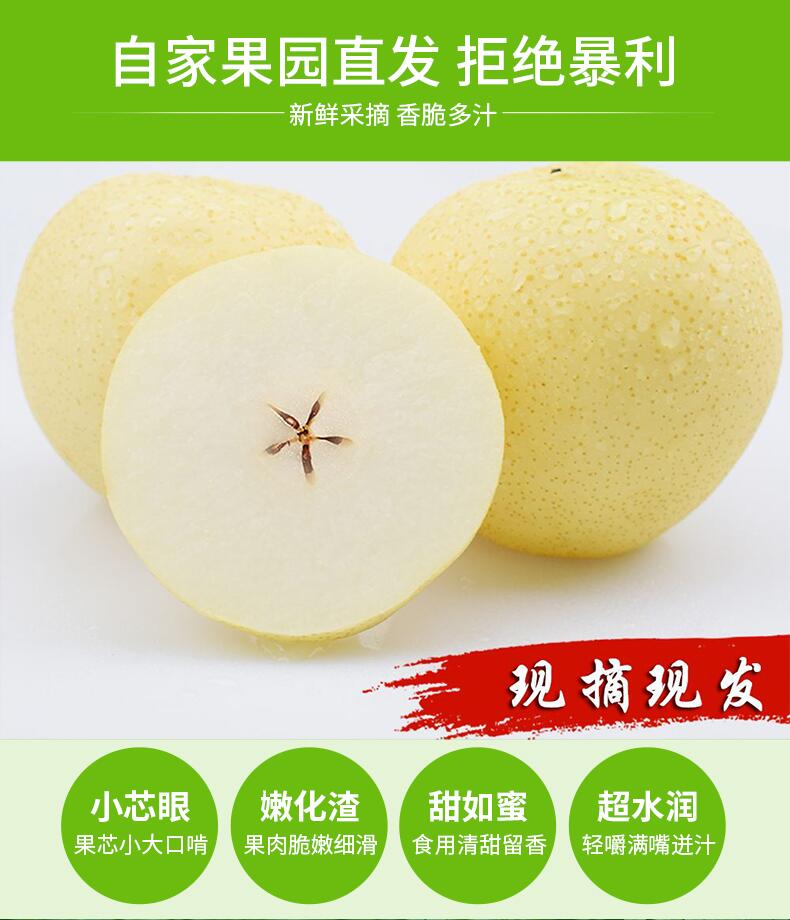 自家果园直发 拒绝暴利
新鲜采摘 香脆多汁
现摘现发
小芯眼
果芯小大口啃
嫩化渣
果肉脆嫩细滑
甜如蜜
食用清甜留香
超水润
轻嚼满嘴迸汁